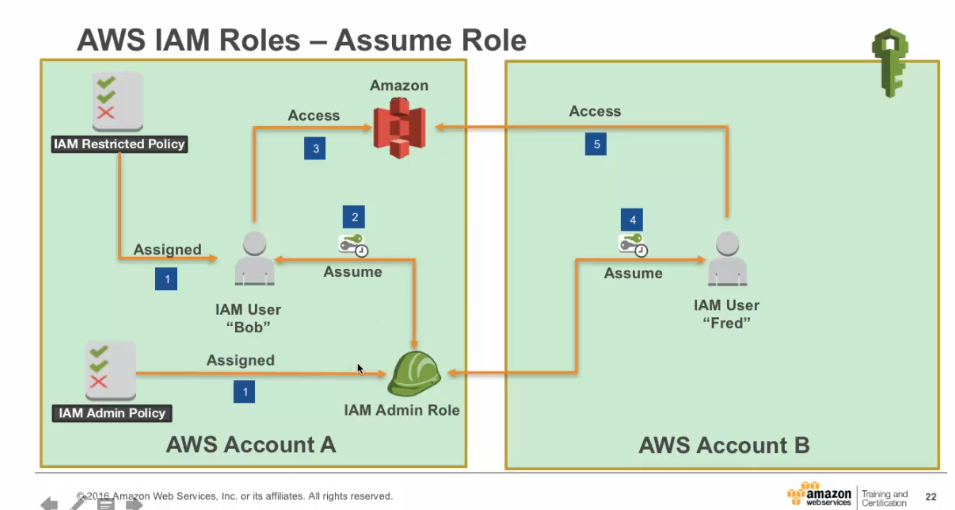 AWS IAM Roles – Assume Role
IAM Restricted Policy
Amazon
Access
3
Access
5
2
4
Assigned
1
Assume
Assume
IAM User
“Bob”
IAM User
“Fred”
Assigned
1
IAM Admin Policy
IAM Admin Role
AWS Account A
AWS Account B
©2016 Amazon Web Services, Inc. or its affiliates. All rights reserved.
amazon
webservices
Training and
Certification
22